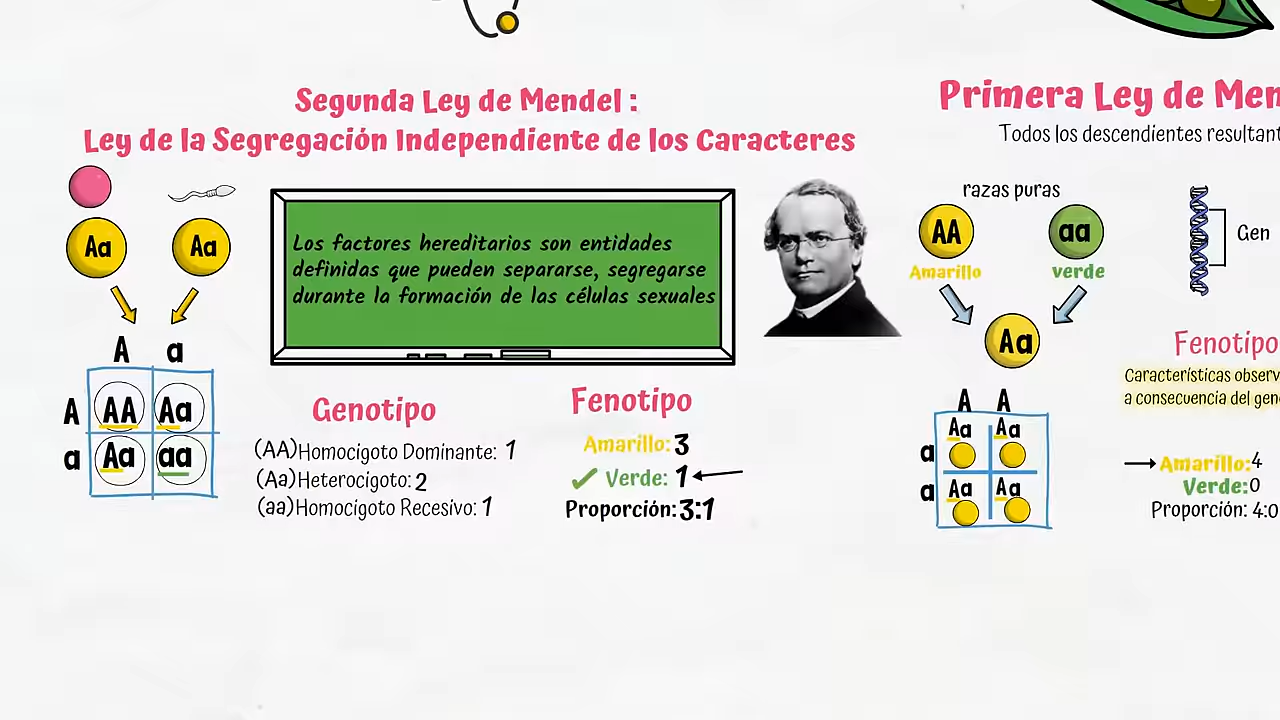 Segunda Ley de Mendel :
Ley de la Segregación Independiente de los Caracteres
Aa
Aa
A a
A AA Aa
a Aa aa
Los factores hereditarios son entidades
definidas que pueden separarse, segregarse
durante la formación de las células sexuales
Genotipo
(AA)Homocigoto Dominante: 1
(Aa)Heterocigoto: 2
(aa)Homocigoto Recesivo: 1
Fenotipo
Amarillo: 3
Verde: 1
Proporción: 3:1
Primera Ley de Men
Todos los descendientes resultant
razas puras
AA aa
Amarillo verde
Aa
A A
a Aa Aa
a Aa Aa
Gen
Fenotipo
Características observ
a consecuencia del geno
Amarillo:4
Verde:0
Proporción: 4:0